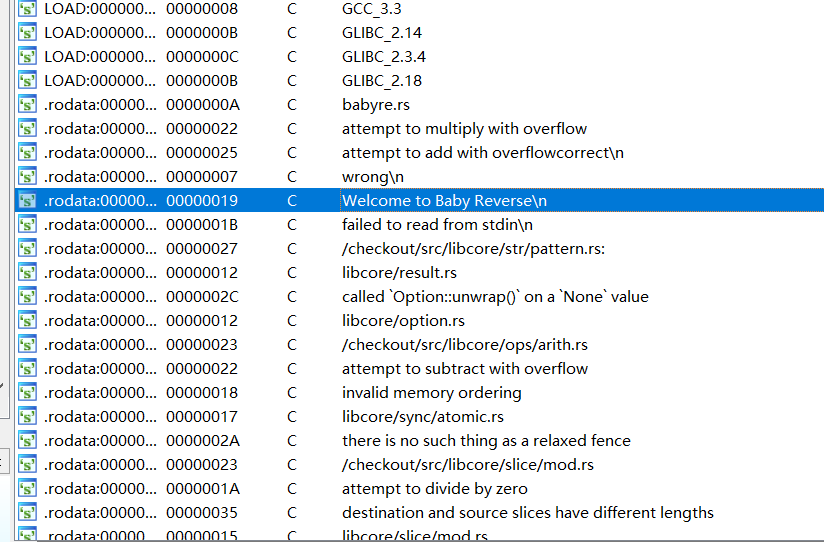 LOAD:000000... 00000008 C GCC_3.3
LOAD:000000... 0000000B C GLIBC_2.14
LOAD:000000... 0000000C C GLIBC_2.3.4
LOAD:000000... 0000000B C GLIBC_2.18
.rodata:00000... 0000000A C babyre.rs
.rodata:00000... 00000022 C attempt to multiply with overflow
.rodata:00000... 00000025 C attempt to add with overflowcorrect\n
.rodata:00000... 00000007 C wrong\n
.rodata:00000... 00000019 C Welcome to Baby Reverse\n
.rodata:00000... 0000001B C failed to read from stdin\n
.rodata:00000... 00000027 C /checkout/src/libcore/str/pattern.rs:
.rodata:00000... 00000012 C libcore/result.rs
.rodata:00000... 0000002C C called `Option::unwrap()` on a `None` value
.rodata:00000... 00000012 C libcore/option.rs
.rodata:00000... 00000023 C /checkout/src/libcore/ops/arith.rs
.rodata:00000... 00000022 C attempt to subtract with overflow
.rodata:00000... 00000018 C invalid memory ordering
.rodata:00000... 00000017 C libcore/sync/atomic.rs
.rodata:00000... 0000002A C there is no such thing as a relaxed fence
.rodata:00000... 00000023 C /checkout/src/libcore/slice/mod.rs
.rodata:00000... 0000001A C attempt to divide by zero
.rodata:00000... 00000035 C destination and source slices have different lengths
.rodata:00000... 00000015 C libcore/slice/mod.rs